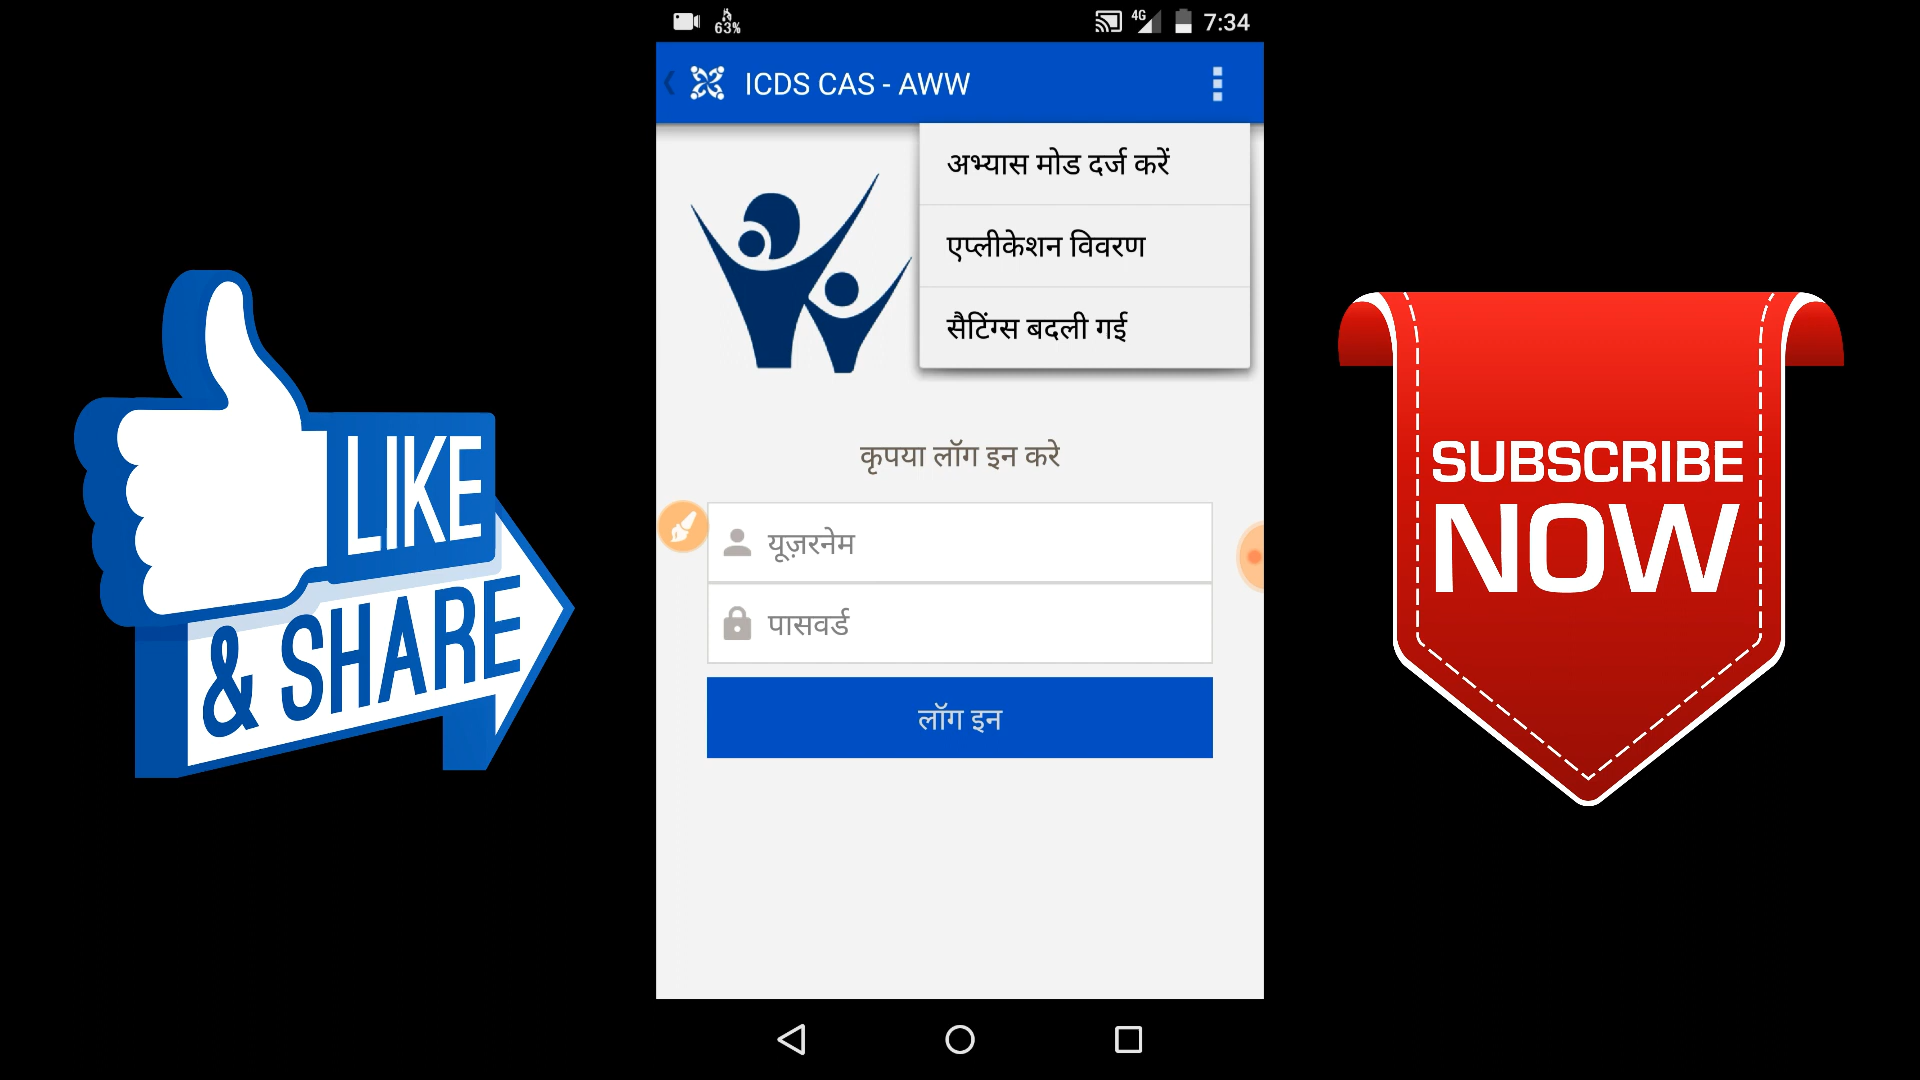 63%
4G
7:34
ICDS CAS - AWW
अभ्यास मोड दर्ज करें
एप्लीकेशन विवरण
सैटिंग्स बदली गई
कृपया लॉग इन करे
यूज़रनेम
पासवर्ड
लॉग इन
LIKE
& SHARE
SUBSCRIBE
NOW